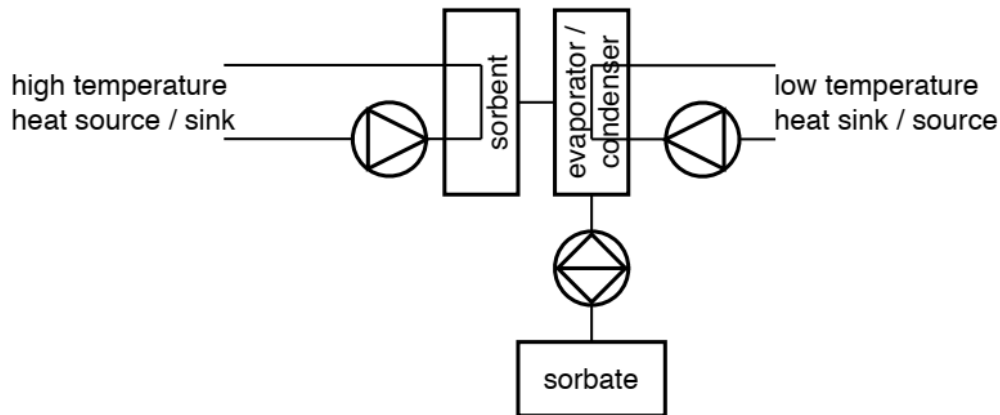 high temperature
heat source / sink
sorbent
evaporator /
condenser
low temperature
heat sink / source
sorbate